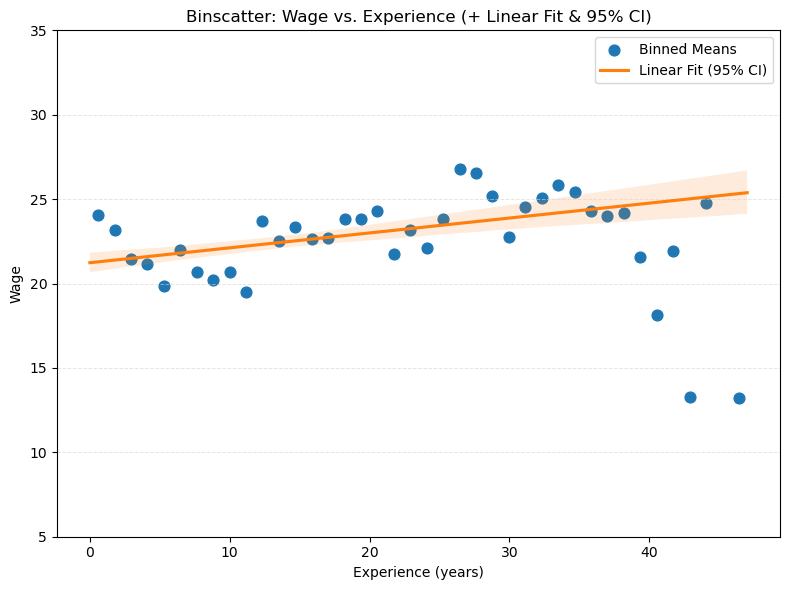 Binscatter: Wage vs. Experience (+ Linear Fit & 95% CI)
Binned Means
Linear Fit (95% CI)
35
30
25
20
15
10
5
Wage
0
10
20
30
40
Experience (years)